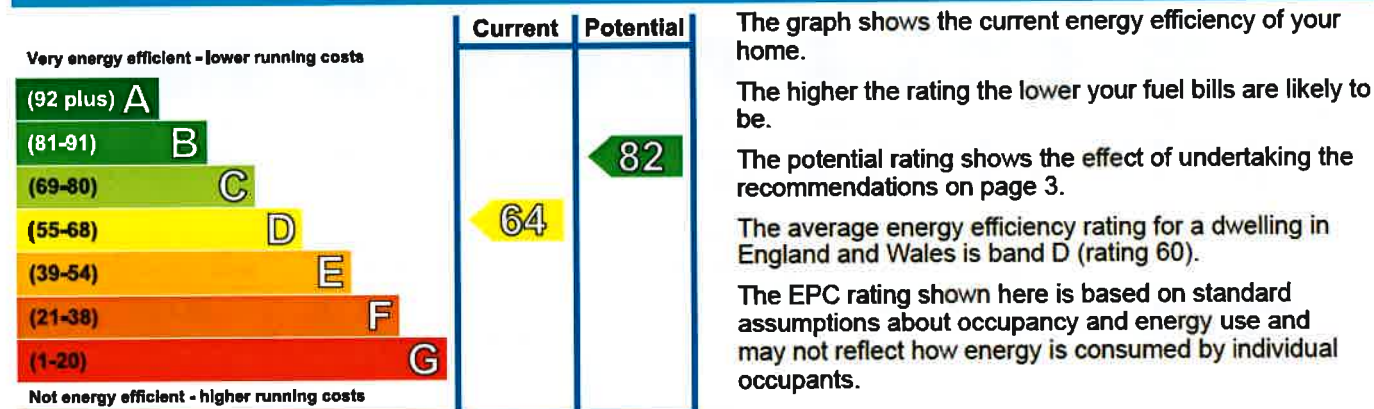 Current Potential
Very energy efficient - lower running costs
(92 plus) A
(81-91) B
82
(69-80) C
(55-68) D
64
(39-54) E
(21-38) F
(1-20) G
Not energy efficient - higher running costs
The graph shows the current energy efficiency of your
home.
The higher the rating the lower your fuel bills are likely to
be.
The potential rating shows the effect of undertaking the
recommendations on page 3.
The average energy efficiency rating for a dwelling in
England and Wales is band D (rating 60).
The EPC rating shown here is based on standard
assumptions about occupancy and energy use and
may not reflect how energy is consumed by individual
occupants.